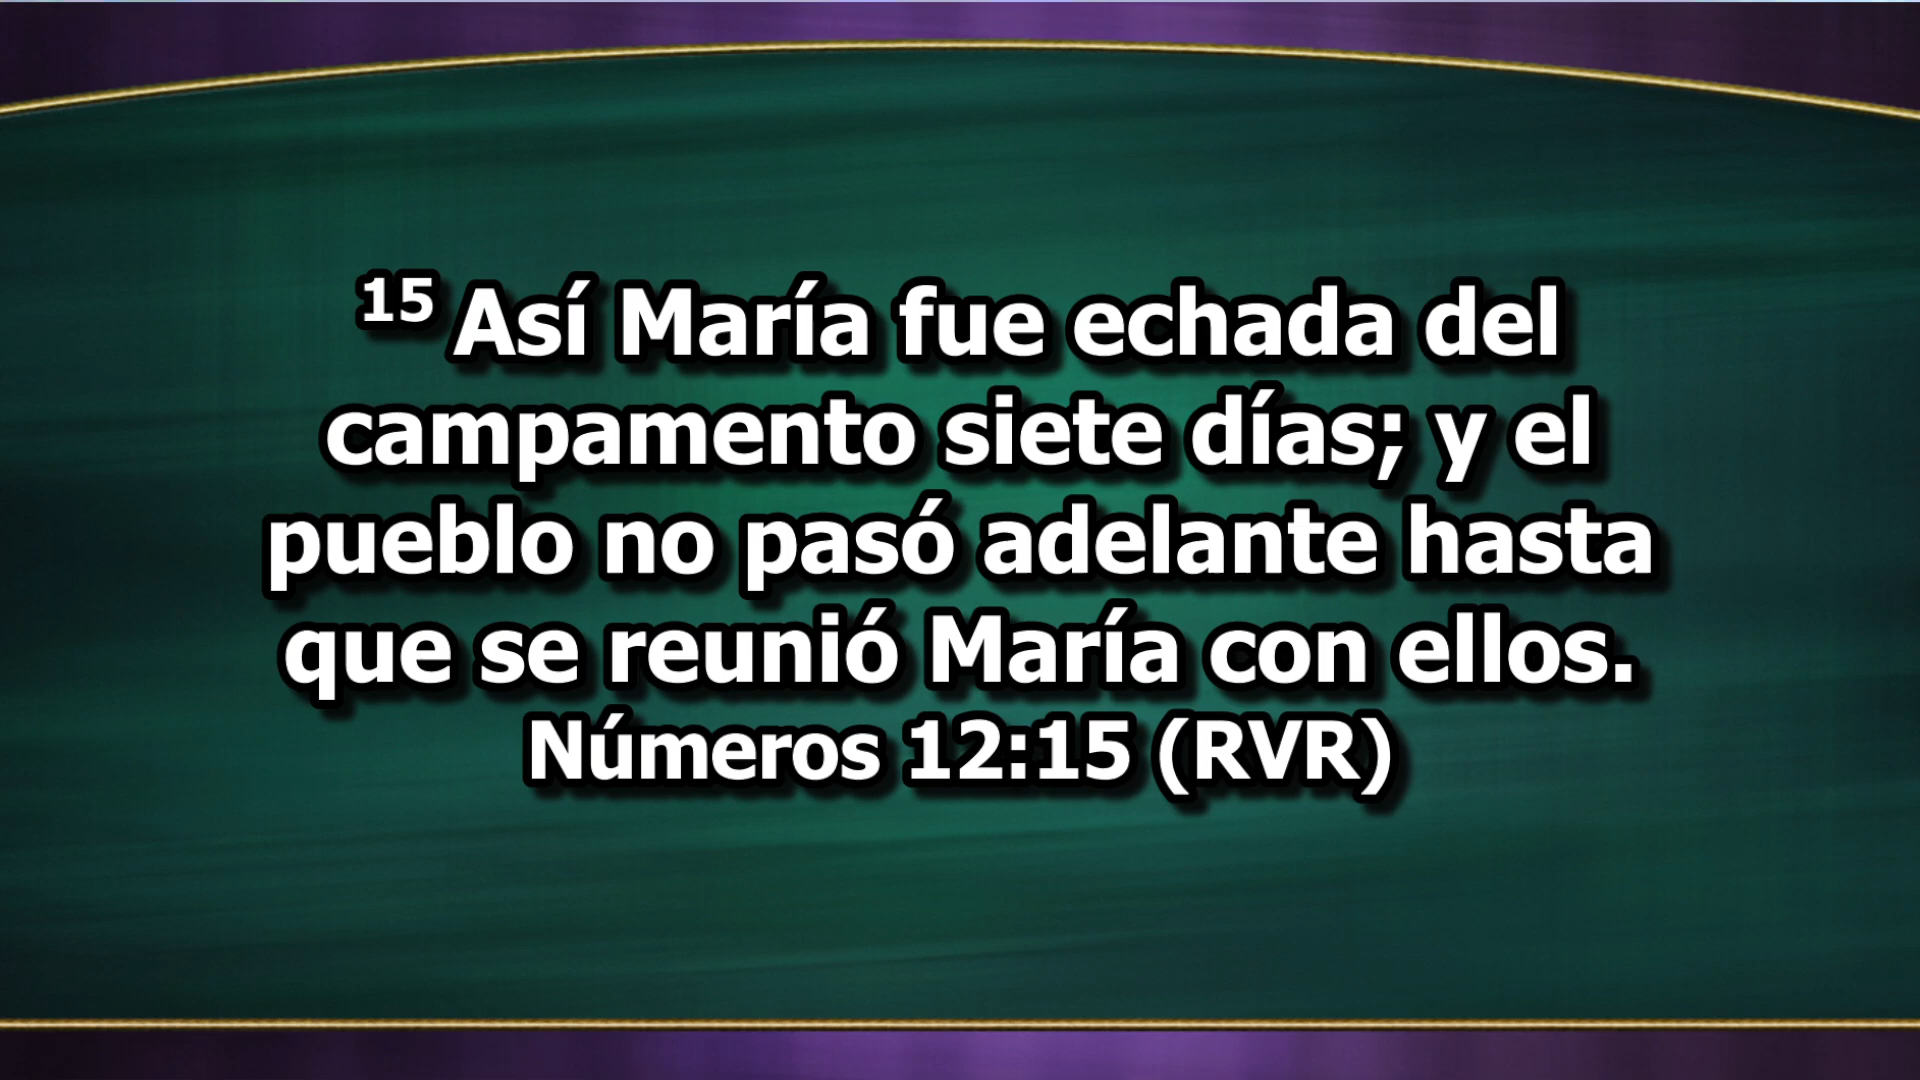 15 Así María fue echada del
campamento siete días; y el
pueblo no pasó adelante hasta
que se reunió María con ellos.
Números 12:15 (RVR)